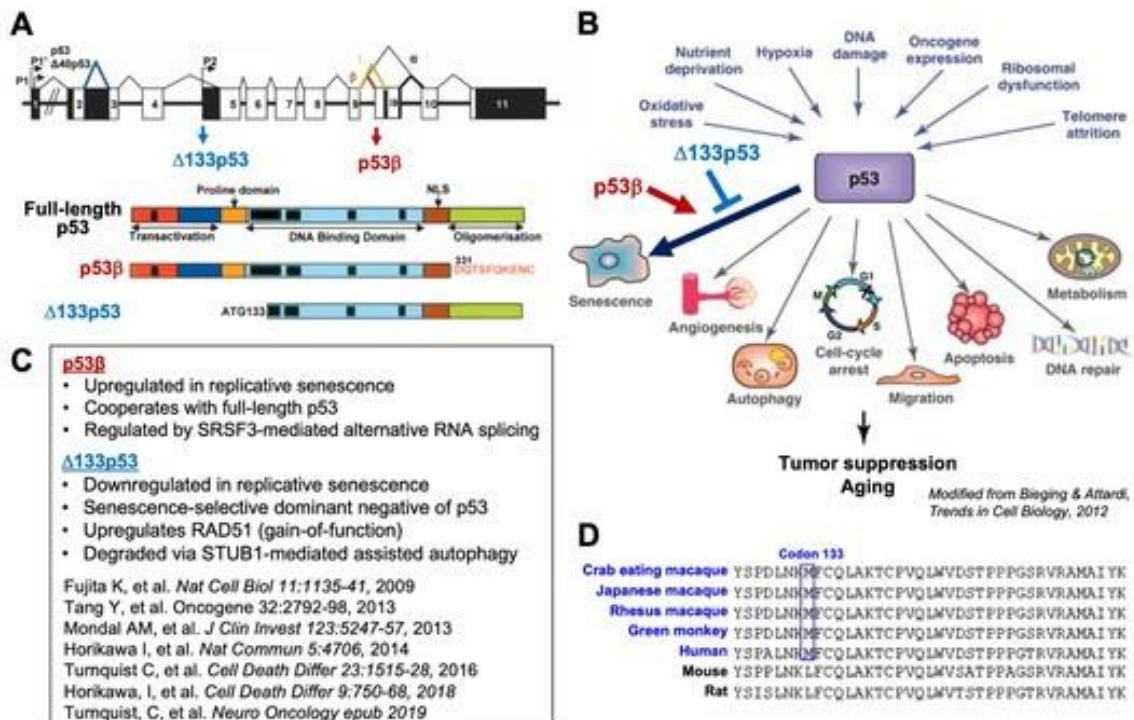 A
P1
P1'
p53
Δ40p53
P2
β
α
2
3
4
5
6
7
8
9
10
11
Δ133p53
p53β
Proline domain
NLS
Full-length
p53
Transactivation
DNA Binding Domain
Oligomerisation
p53β
331
DQTSFQKENC
Δ133p53
ATG133
B
Nutrient
deprivation
Hypoxia
DNA
damage
Oncogene
expression
Ribosomal
dysfunction
Oxidative
stress
Telomere
attrition
Δ133p53
p53β
p53
Senescence
Angiogenesis
Autophagy
G1
S
G2
M
Cell-cycle
arrest
Migration
Apoptosis
DNA repair
Metabolism
Tumor suppression
Aging
Modified from Bieging & Attardi,
Trends in Cell Biology, 2012
C
p53β
• Upregulated in replicative senescence
• Cooperates with full-length p53
• Regulated by SRSF3-mediated alternative RNA splicing
Δ133p53
• Downregulated in replicative senescence
• Senescence-selective dominant negative of p53
• Upregulates RAD51 (gain-of-function)
• Degraded via STUB1-mediated assisted autophagy
Fujita K, et al. Nat Cell Biol 11:1135-41, 2009
Tang Y, et al. Oncogene 32:2792-98, 2013
Mondal AM, et al. J Clin Invest 123:5247-57, 2013
Horikawa I, et al. Nat Commun 5:4706, 2014
Turnquist C, et al. Cell Death Differ 23:1515-28, 2016
Horikawa, I, et al. Cell Death Differ 9:750-68, 2018
Turnquist, C, et al. Neuro Oncology epub 2019
D
Codon 133
Crab eating macaque YSPDLNKMFCQLAKTCPVQLWVDSTPPPGSRVRAMAIYK
Japanese macaque YSPDLNKMFCQLAKTCPVQLWVDSTPPPGSRVRAMAIYK
Rhesus macaque YSPDLNKMFCQLAKTCPVQLWVDSTPPPGSRVRAMAIYK
Green monkey YSPDLNKMFCQLAKTCPVQLWVDSTPPPGSRVRAMAIYK
Human YSPALNKMFCQLAKTCPVQLWVDSTPPPGSRVRAMAIYK
Mouse YSPPLNKLFCQLAKTCPVQLWVSATPPAGSRVRAMAIYK
Rat YSISLNKLFCQLAKTCPVQLWVTSTPPPGTRVRAMAIYK